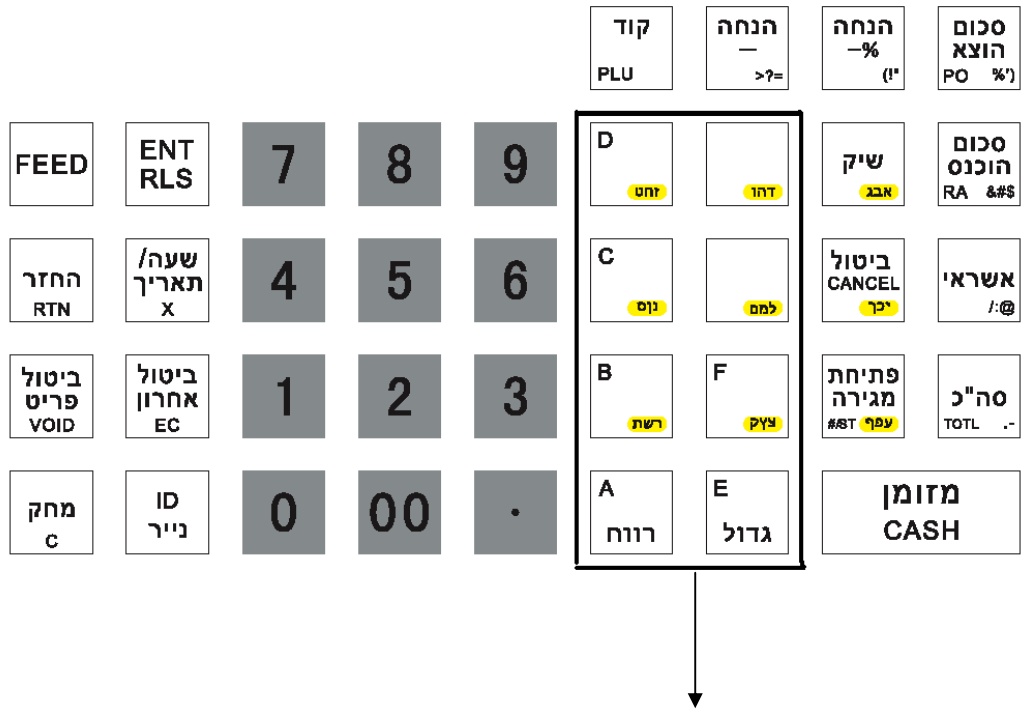 קוד
PLU
הנחה
—
>?=
הנחה
–%
(!"
סכום
הוצא
PO %')
FEED
ENT
RLS
7
8
9
D
זחט
דהו
שיק
אבג
סכום
הוכנס
RA &#$
החזר
RTN
שעה/
תאריך
X
4
5
6
C
נןס
למם
ביטול
CANCEL
יכך
אשראי
/:@
ביטול
פריט
VOID
ביטול
אחרון
EC
1
2
3
B
רשת
F
צץק
פתיחת
מגירה
#/ST עפף
סה"כ
TOTL .-
מחק
C
ID
נייר
0
00
.
A
רווח
E
גדול
מזומן
CASH